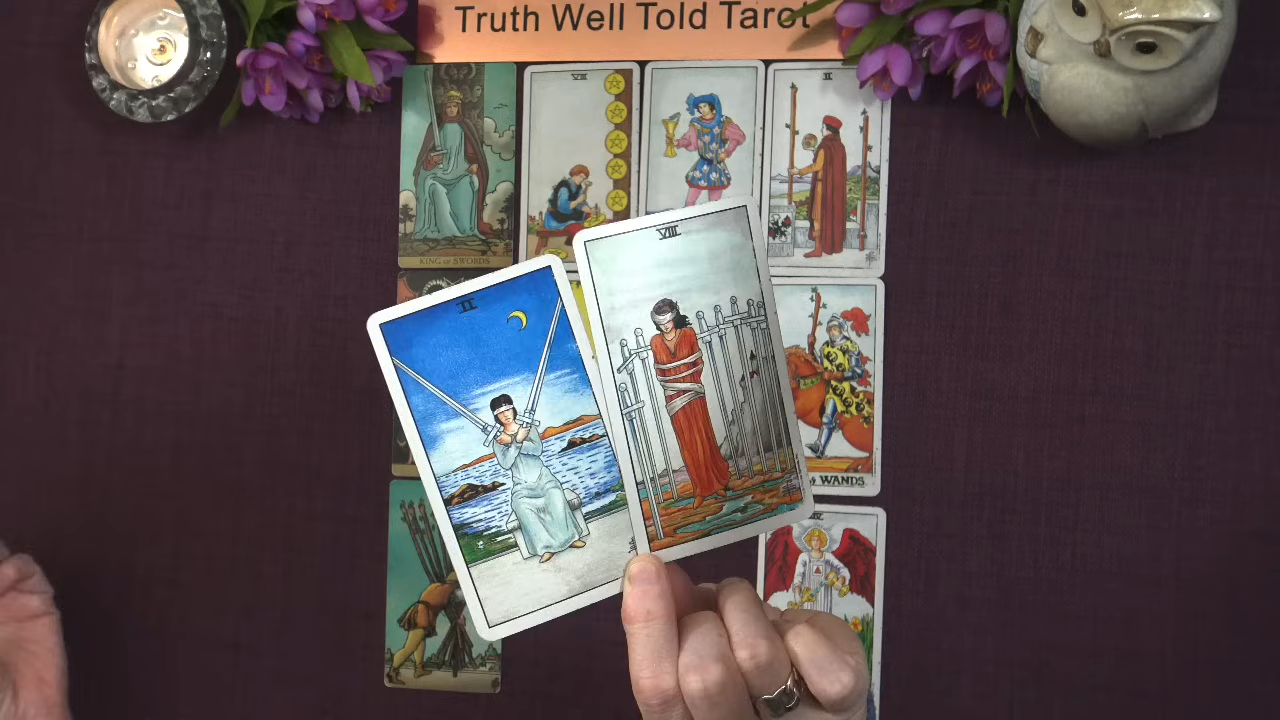 Truth Well Told Tarot
VIII
II
KING OF SWORDS
VIII
II
WANDS